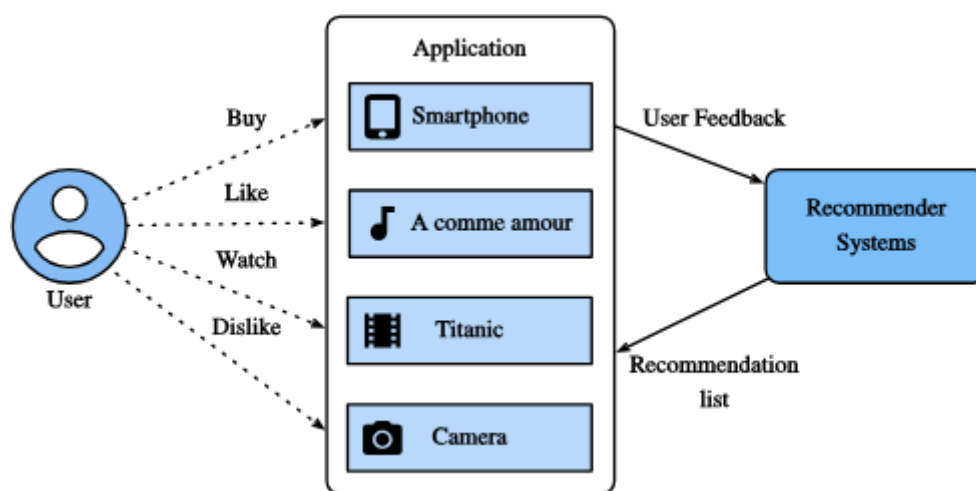 Application
Buy
Smartphone
User Feedback
Like
A comme amour
Recommender
Systems
Watch
User
Dislike
Titanic
Recommendation
list
Camera